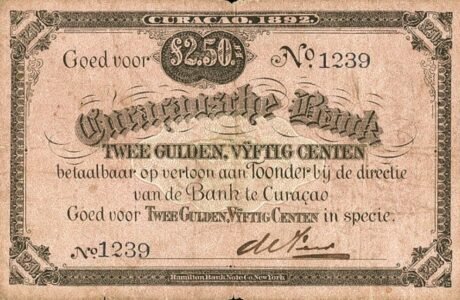 CURAÇAO, 1892.
Goed voor $2.50. No 1239
Curaçaosche Bank
TWEE GULDEN, VYFTIG CENTEN
betaalbaar op vertoon aan Toonder bij de directie
van de Bank te Curaçao
Goed voor TWEE GULDEN, VYFTIG CENTEN in specie.
No 1239
Hamilton Bank Note Co. New York